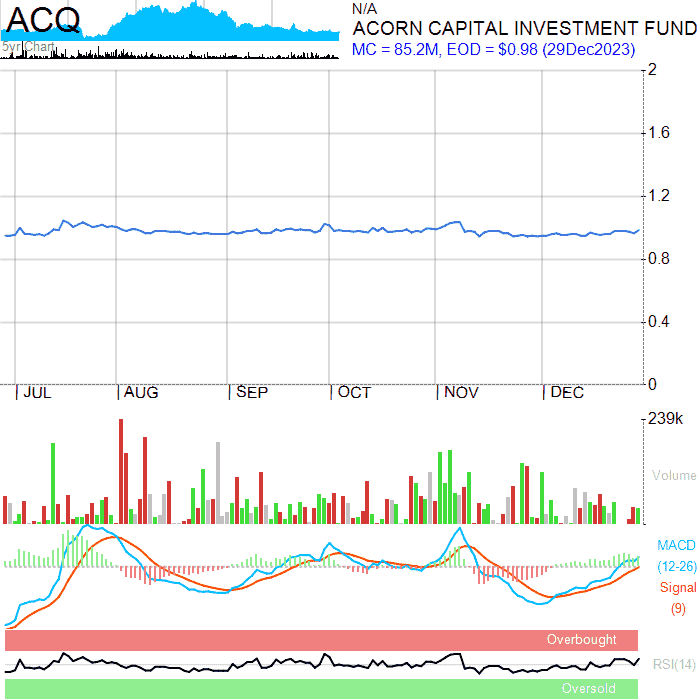 ACQ
5yr Chart
N/A
ACORN CAPITAL INVESTMENT FUND
MC = 85.2M, EOD = $0.98 (29Dec2023)
2
1.6
1.2
0.8
0.4
0
JUL AUG SEP OCT NOV DEC
239k
Volume
MACD
(12-26)
Signal
(9)
Overbought
RSI(14)
Oversold